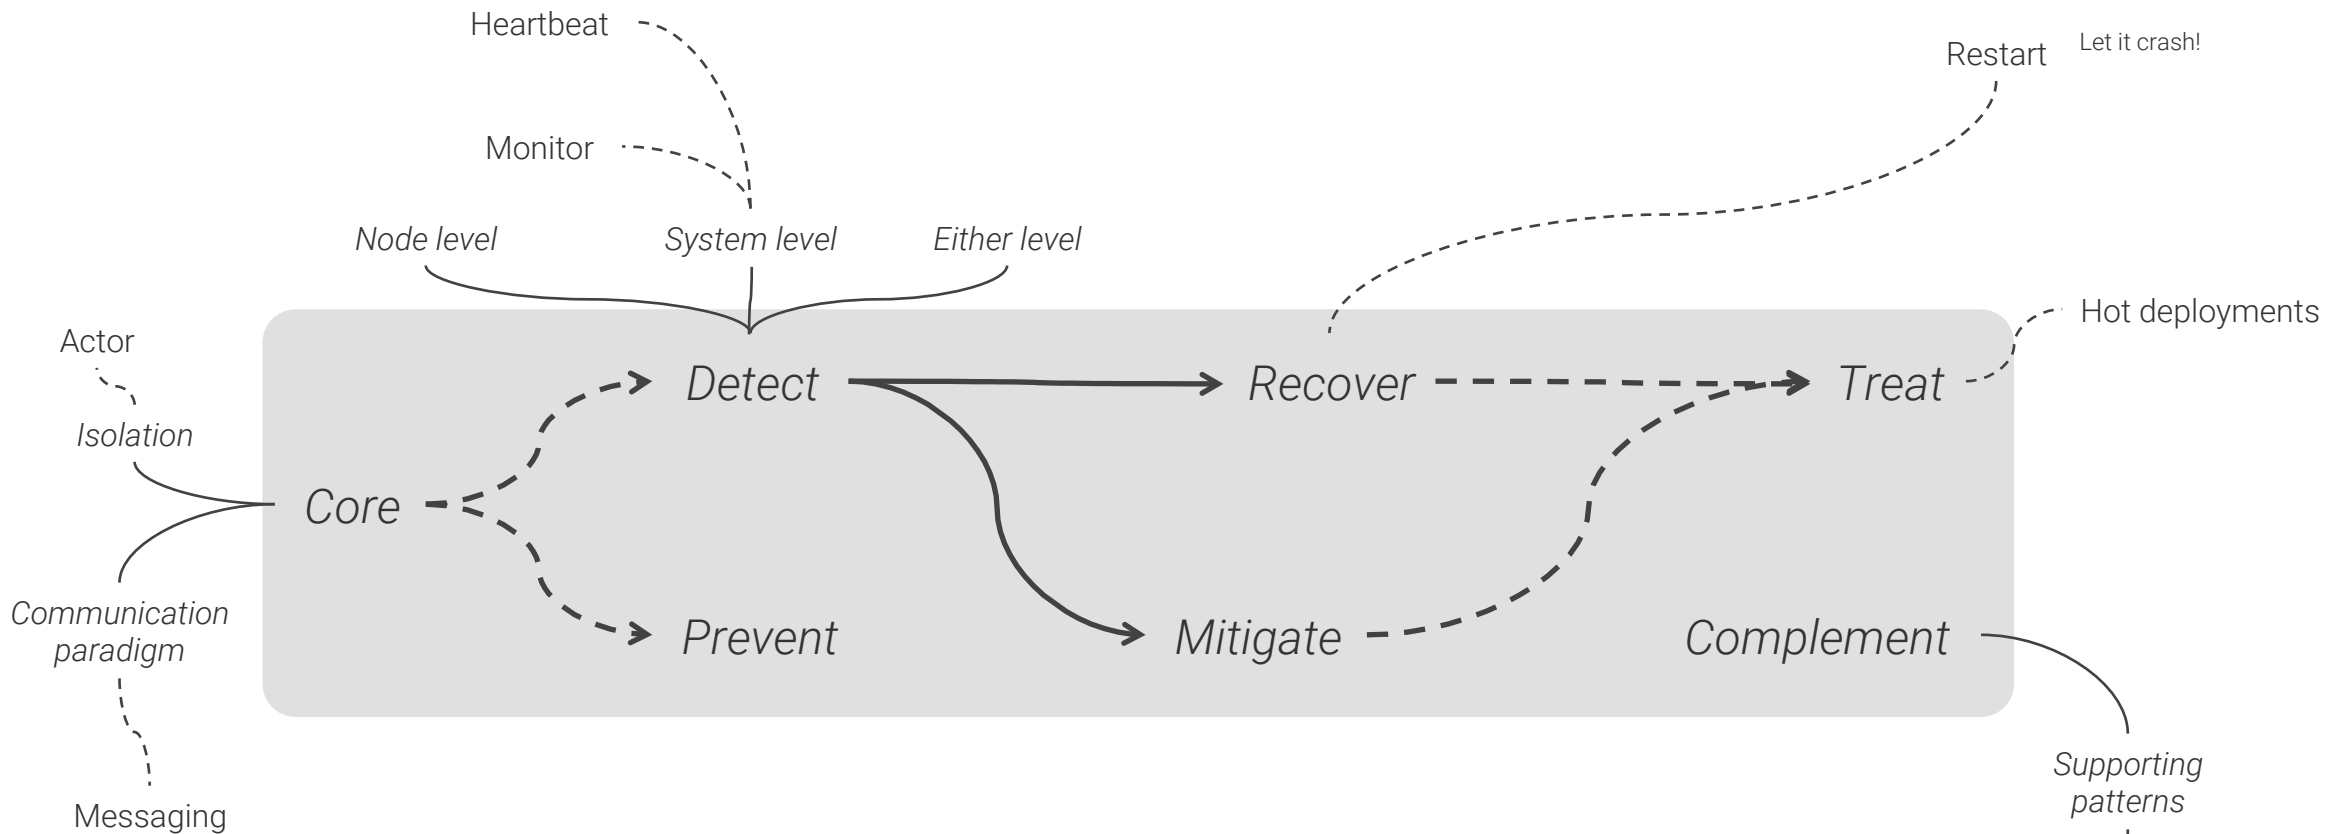 Heartbeat
Restart
Let it crash!
Monitor
Node level
System level
Either level
Hot deployments
Actor
Detect
Recover
Treat
Isolation
Core
Communication
paradigm
Prevent
Mitigate
Complement
Supporting
patterns
Messaging